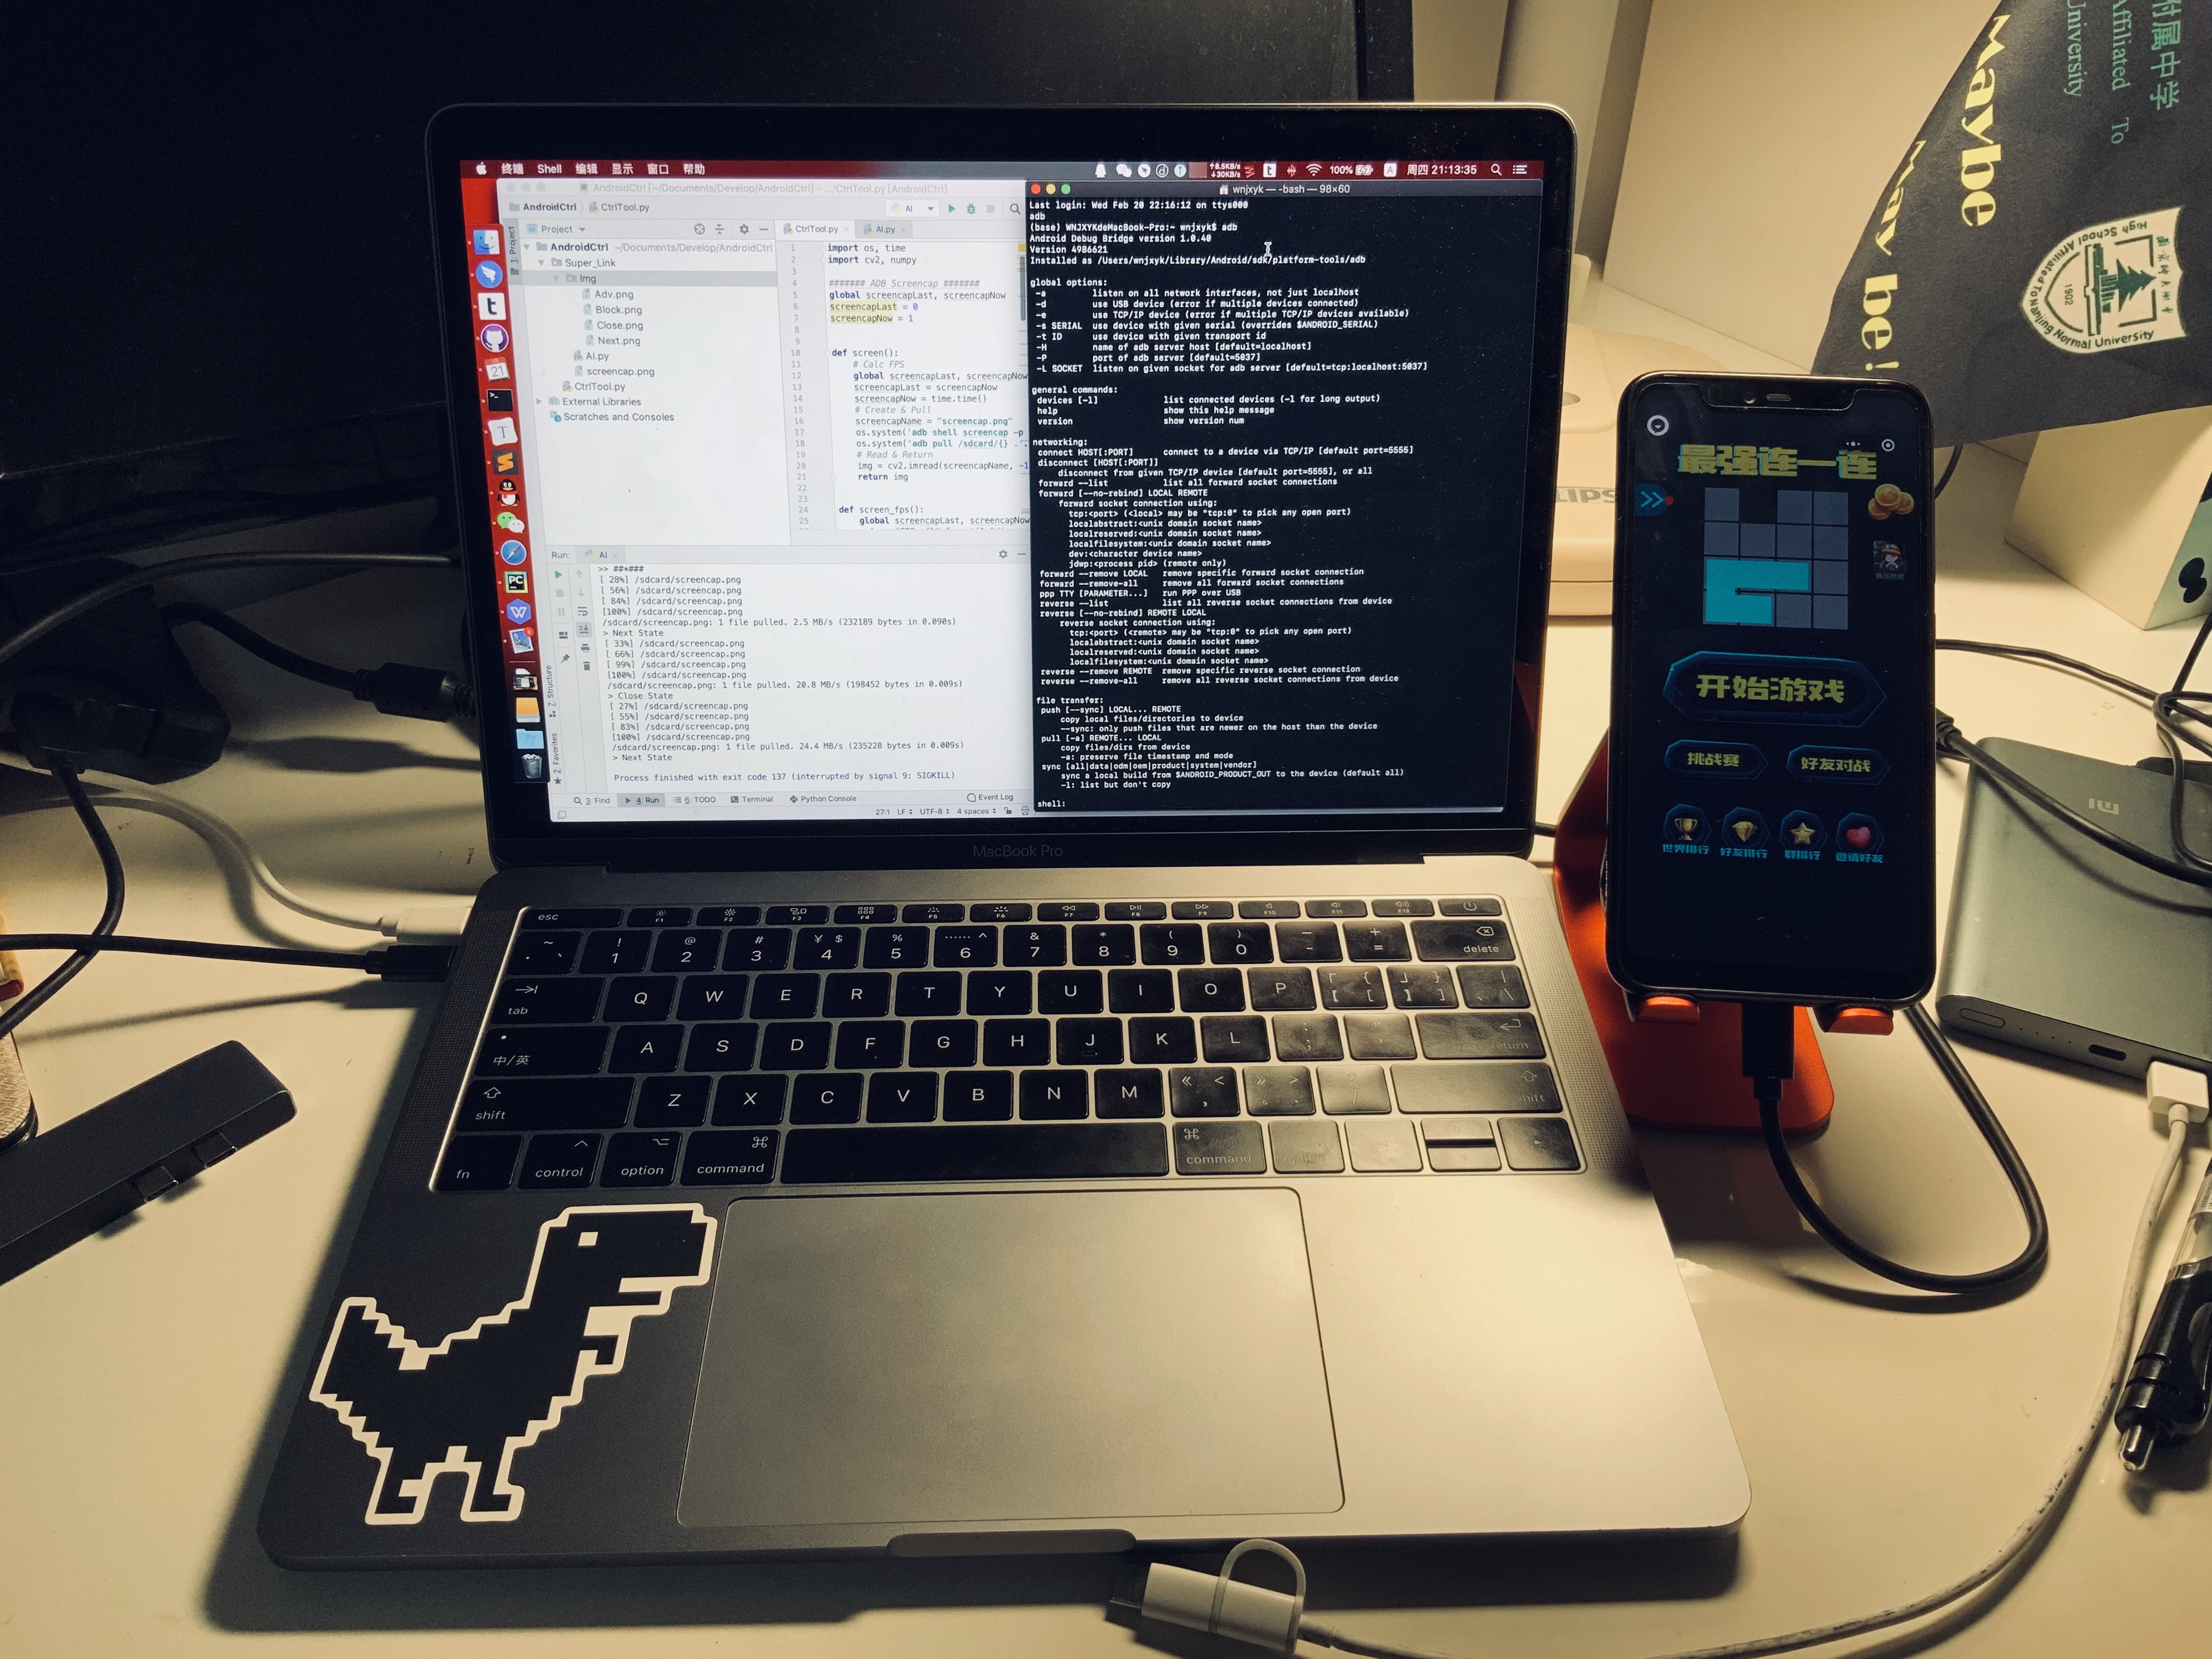 终端 Shell 编辑 显示 窗口 帮助
100% 周四 21:13:35
AndroidCtrl [~/Documents/Develop/AndroidCtrl] - .../CtrlTool.py [AndroidCtrl]
AndroidCtrl CtrlTool.py
AI
Project
CtrlTool.py AI.py
1: Project
AndroidCtrl ~/Documents/Develop/AndroidCtrl
Super_Link
Img
Adv.png
Block.png
Close.png
Next.png
AI.py
screencap.png
CtrlTool.py
External Libraries
Scratches and Consoles
1 import os, time
2 import cv2, numpy
3
4 ####### ADB Screencap #######
5 global screencapLast, screencapNow
6 screencapLast = 0
7 screencapNow = 1
8
9
10 def screen():
11 # Calc FPS
12 global screencapLast, screencapNow
13 screencapLast = screencapNow
14 screencapNow = time.time()
15 # Create & Pull
16 screencapName = "screencap.png"
17 os.system('adb shell screencap -p
18 os.system('adb pull /sdcard/{} .
19 # Read & Return
20 img = cv2.imread(screencapName, -1
21 return img
22
23
24 def screen_fps():
25 global screencapLast, screencapNow
Run: AI
>> ##*###
[ 28%] /sdcard/screencap.png
[ 56%] /sdcard/screencap.png
[ 84%] /sdcard/screencap.png
[100%] /sdcard/screencap.png
/sdcard/screencap.png: 1 file pulled. 2.5 MB/s (232189 bytes in 0.090s)
> Next State
[ 33%] /sdcard/screencap.png
[ 66%] /sdcard/screencap.png
[ 99%] /sdcard/screencap.png
[100%] /sdcard/screencap.png
/sdcard/screencap.png: 1 file pulled. 20.8 MB/s (198452 bytes in 0.009s)
> Close State
[ 27%] /sdcard/screencap.png
[ 55%] /sdcard/screencap.png
[ 83%] /sdcard/screencap.png
[100%] /sdcard/screencap.png
/sdcard/screencap.png: 1 file pulled. 24.4 MB/s (235228 bytes in 0.009s)
> Next State
Process finished with exit code 137 (interrupted by signal 9: SIGKILL)
Z: Structure
2: Favorites
3: Find 4: Run 6: TODO Terminal Python Console Event Log
27:1 LF UTF-8 4 spaces
wnjxyk — -bash — 98×60
Last login: Wed Feb 20 22:16:12 on ttys000
adb
(base) WNJXYKdeMacBook-Pro:~ wnjxyk$ adb
Android Debug Bridge version 1.0.40
Version 4986621
Installed as /Users/wnjxyk/Library/Android/sdk/platform-tools/adb
global options:
-a listen on all network interfaces, not just localhost
-d use USB device (error if multiple devices connected)
-e use TCP/IP device (error if multiple TCP/IP devices available)
-s SERIAL use device with given serial (overrides $ANDROID_SERIAL)
-t ID use device with given transport id
-H name of adb server host [default=localhost]
-P port of adb server [default=5037]
-L SOCKET listen on given socket for adb server [default=tcp:localhost:5037]
general commands:
devices [-l] list connected devices (-l for long output)
help show this help message
version show version num
networking:
connect HOST[:PORT] connect to a device via TCP/IP [default port=5555]
disconnect [HOST[:PORT]]
disconnect from given TCP/IP device [default port=5555], or all
forward --list list all forward socket connections
forward [--no-rebind] LOCAL REMOTE
forward socket connection using:
tcp:<port> (<local> may be "tcp:0" to pick any open port)
localabstract:<unix domain socket name>
localreserved:<unix domain socket name>
localfilesystem:<unix domain socket name>
dev:<character device name>
jdwp:<process pid> (remote only)
forward --remove LOCAL remove specific forward socket connection
forward --remove-all remove all forward socket connections
ppp TTY [PARAMETER...] run PPP over USB
reverse --list list all reverse socket connections from device
reverse [--no-rebind] REMOTE LOCAL
reverse socket connection using:
tcp:<port> (<remote> may be "tcp:0" to pick any open port)
localabstract:<unix domain socket name>
localreserved:<unix domain socket name>
localfilesystem:<unix domain socket name>
reverse --remove REMOTE remove specific reverse socket connection
reverse --remove-all remove all reverse socket connections from device
file transfer:
push [--sync] LOCAL... REMOTE
copy local files/directories to device
--sync: only push files that are newer on the host than the device
pull [-a] REMOTE... LOCAL
copy files/dirs from device
-a: preserve file timestamp and mode
sync [all|data|odm|oem|product|system|vendor]
sync a local build from $ANDROID_PRODUCT_OUT to the device (default all)
-l: list but don't copy
shell:
MacBook Pro
esc F1 F2 F3 F4 F5 F6 F7 F8 F9 F10 F11 F12
1 2 3 4 5 6 7 8 9 0 - = delete
tab Q W E R T Y U I O P
中/英 A S D F G H J K L return
shift Z X C V B N M shift
fn control option command command option
最强连一连
开始游戏
挑战赛 好友对战
世界排行 好友排行 群排行 邀请好友
附属中学
Affiliated To
University
Maybe
May be!
High School Affiliated To Nanjing Normal University
1902